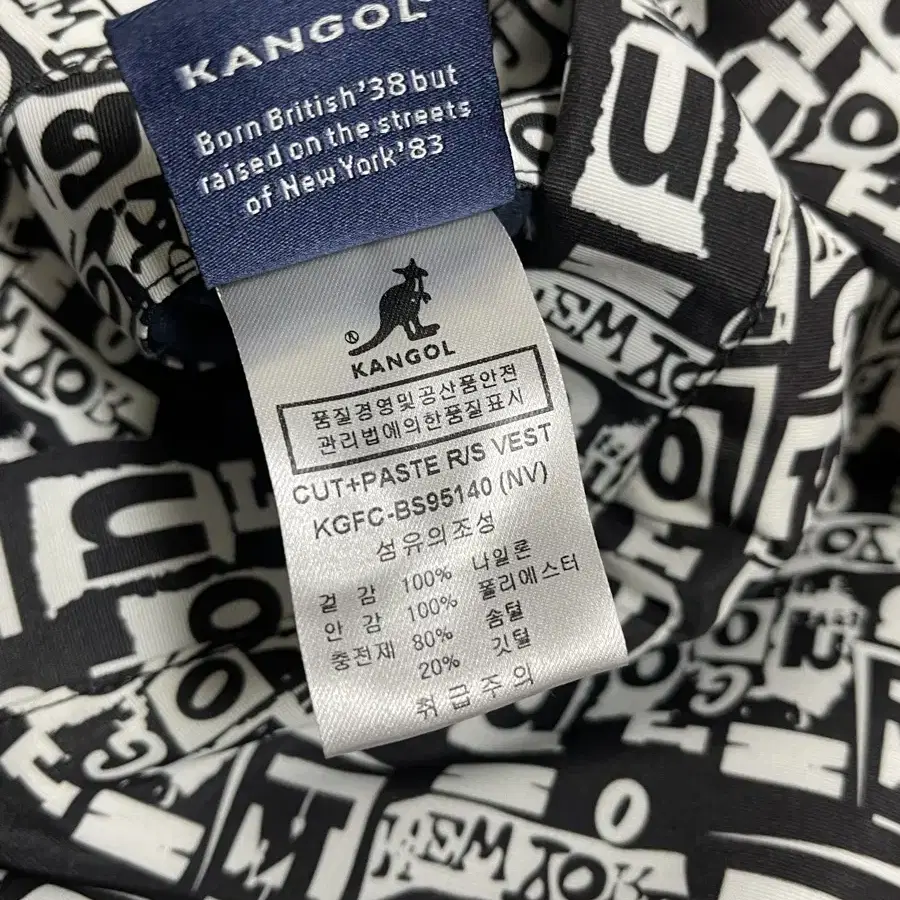 KANGOL
Born British '38 but
raised on the streets
of New York '83
® KANGOL
품질경영및공산품안전
관리법에의한품질표시
CUT+PASTE R/S VEST
KGFC-BS95140 (NV)
섬유의조성
겉 감 100% 나일론
안 감 100% 폴리에스터
충전제 80% 솜털
20% 깃털
취급주의